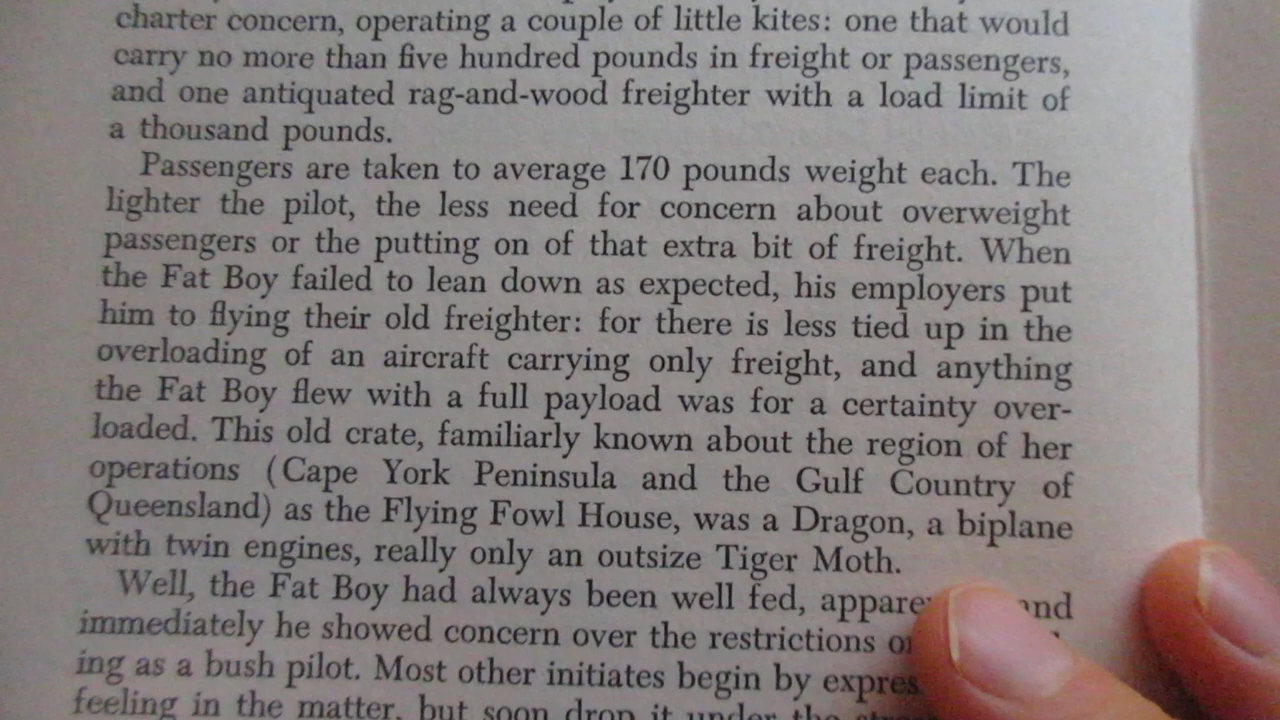 charter concern, operating a couple of little kites: one that would
carry no more than five hundred pounds in freight or passengers,
and one antiquated rag-and-wood freighter with a load limit of
a thousand pounds.
Passengers are taken to average 170 pounds weight each. The
lighter the pilot, the less need for concern about overweight
passengers or the putting on of that extra bit of freight. When
the Fat Boy failed to lean down as expected, his employers put
him to flying their old freighter: for there is less tied up in the
overloading of an aircraft carrying only freight, and anything
the Fat Boy flew with a full payload was for a certainty over-
loaded. This old crate, familiarly known about the region of her
operations (Cape York Peninsula and the Gulf Country of
Queensland) as the Flying Fowl House, was a Dragon, a biplane
with twin engines, really only an outsize Tiger Moth.
Well, the Fat Boy had always been well fed, and
immediately he showed concern over the restrictions
ing as a bush pilot. Most other initiates begin by
feeling in the matter, but soon drop it under the